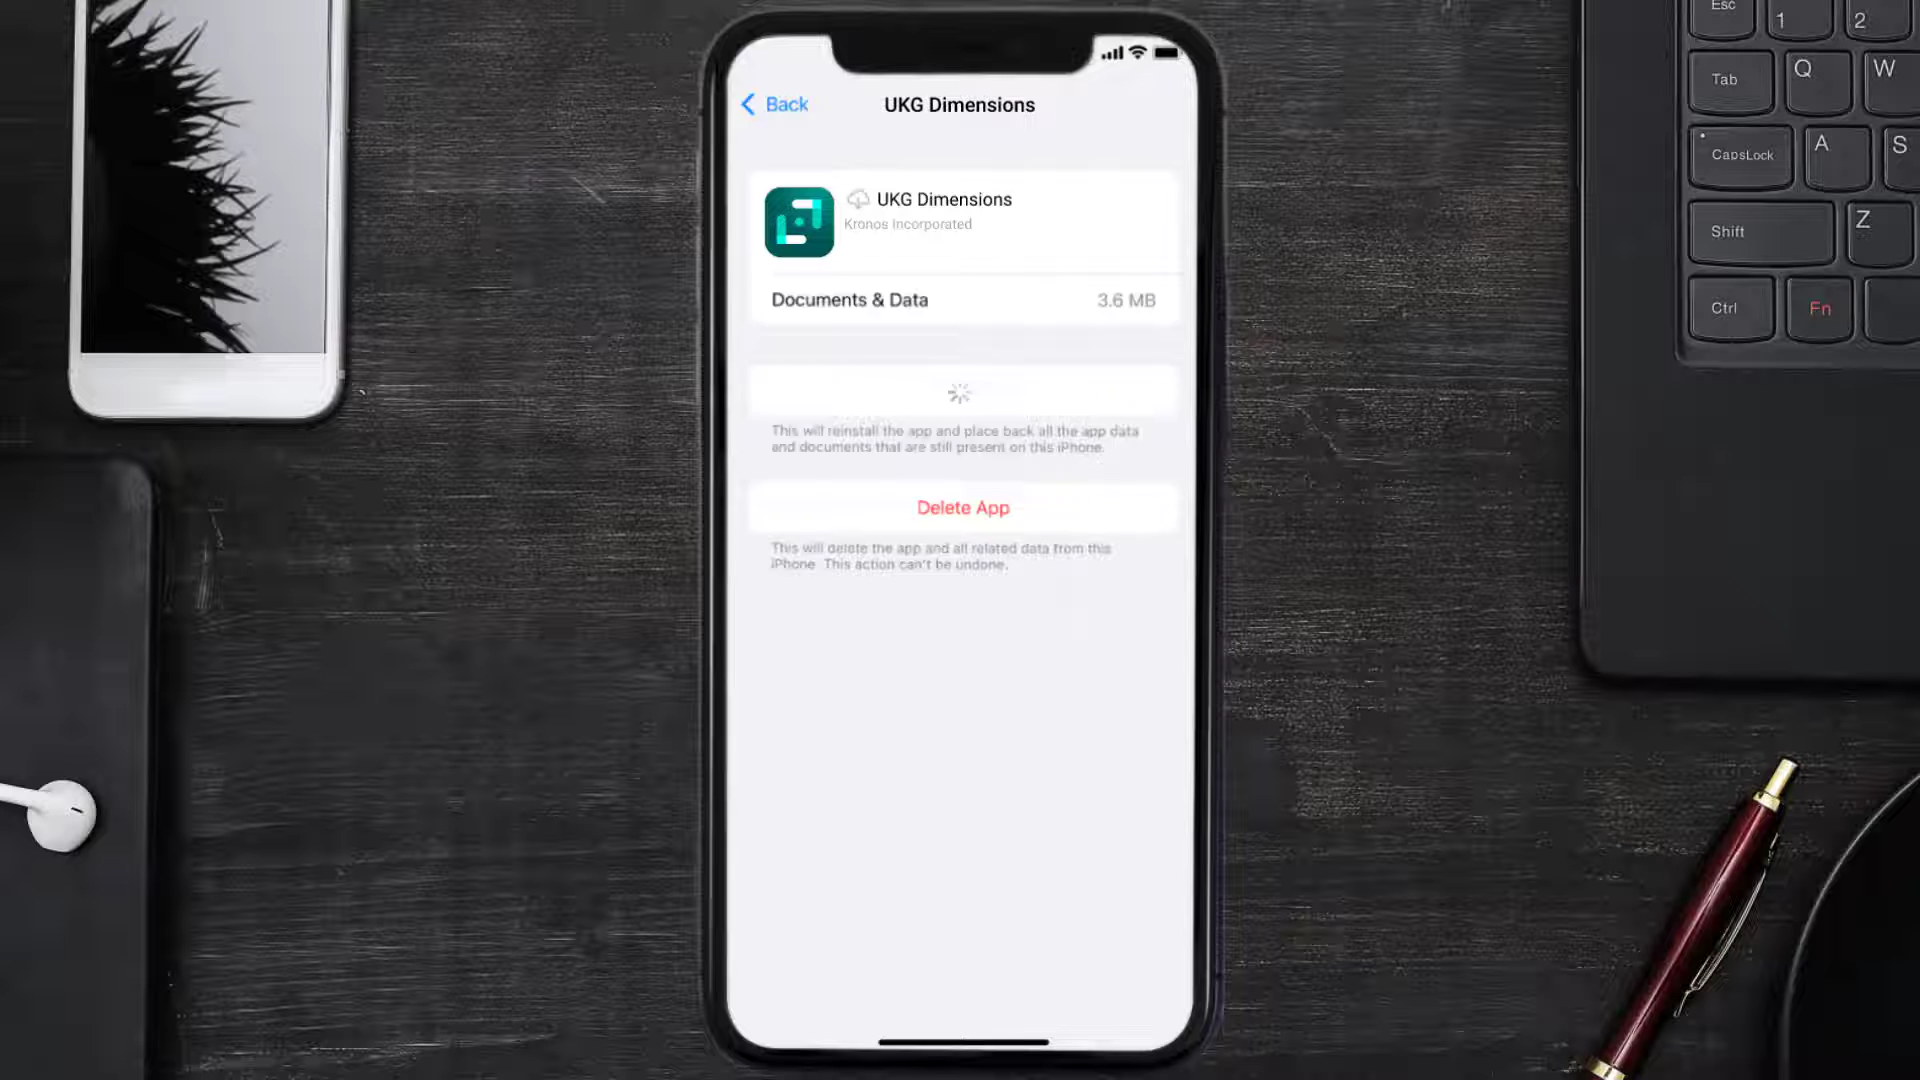 Back
UKG Dimensions
UKG Dimensions
Kronos Incorporated
Documents & Data
3.6 MB
This will reinstall the app and place back all the app data
and documents that are still present on this iPhone.
Delete App
This will delete the app and all related data from this
iPhone. This action can't be undone.
Esc
1
2
Tab
Q
W
CapsLock
A
S
Shift
Z
Ctrl
Fn